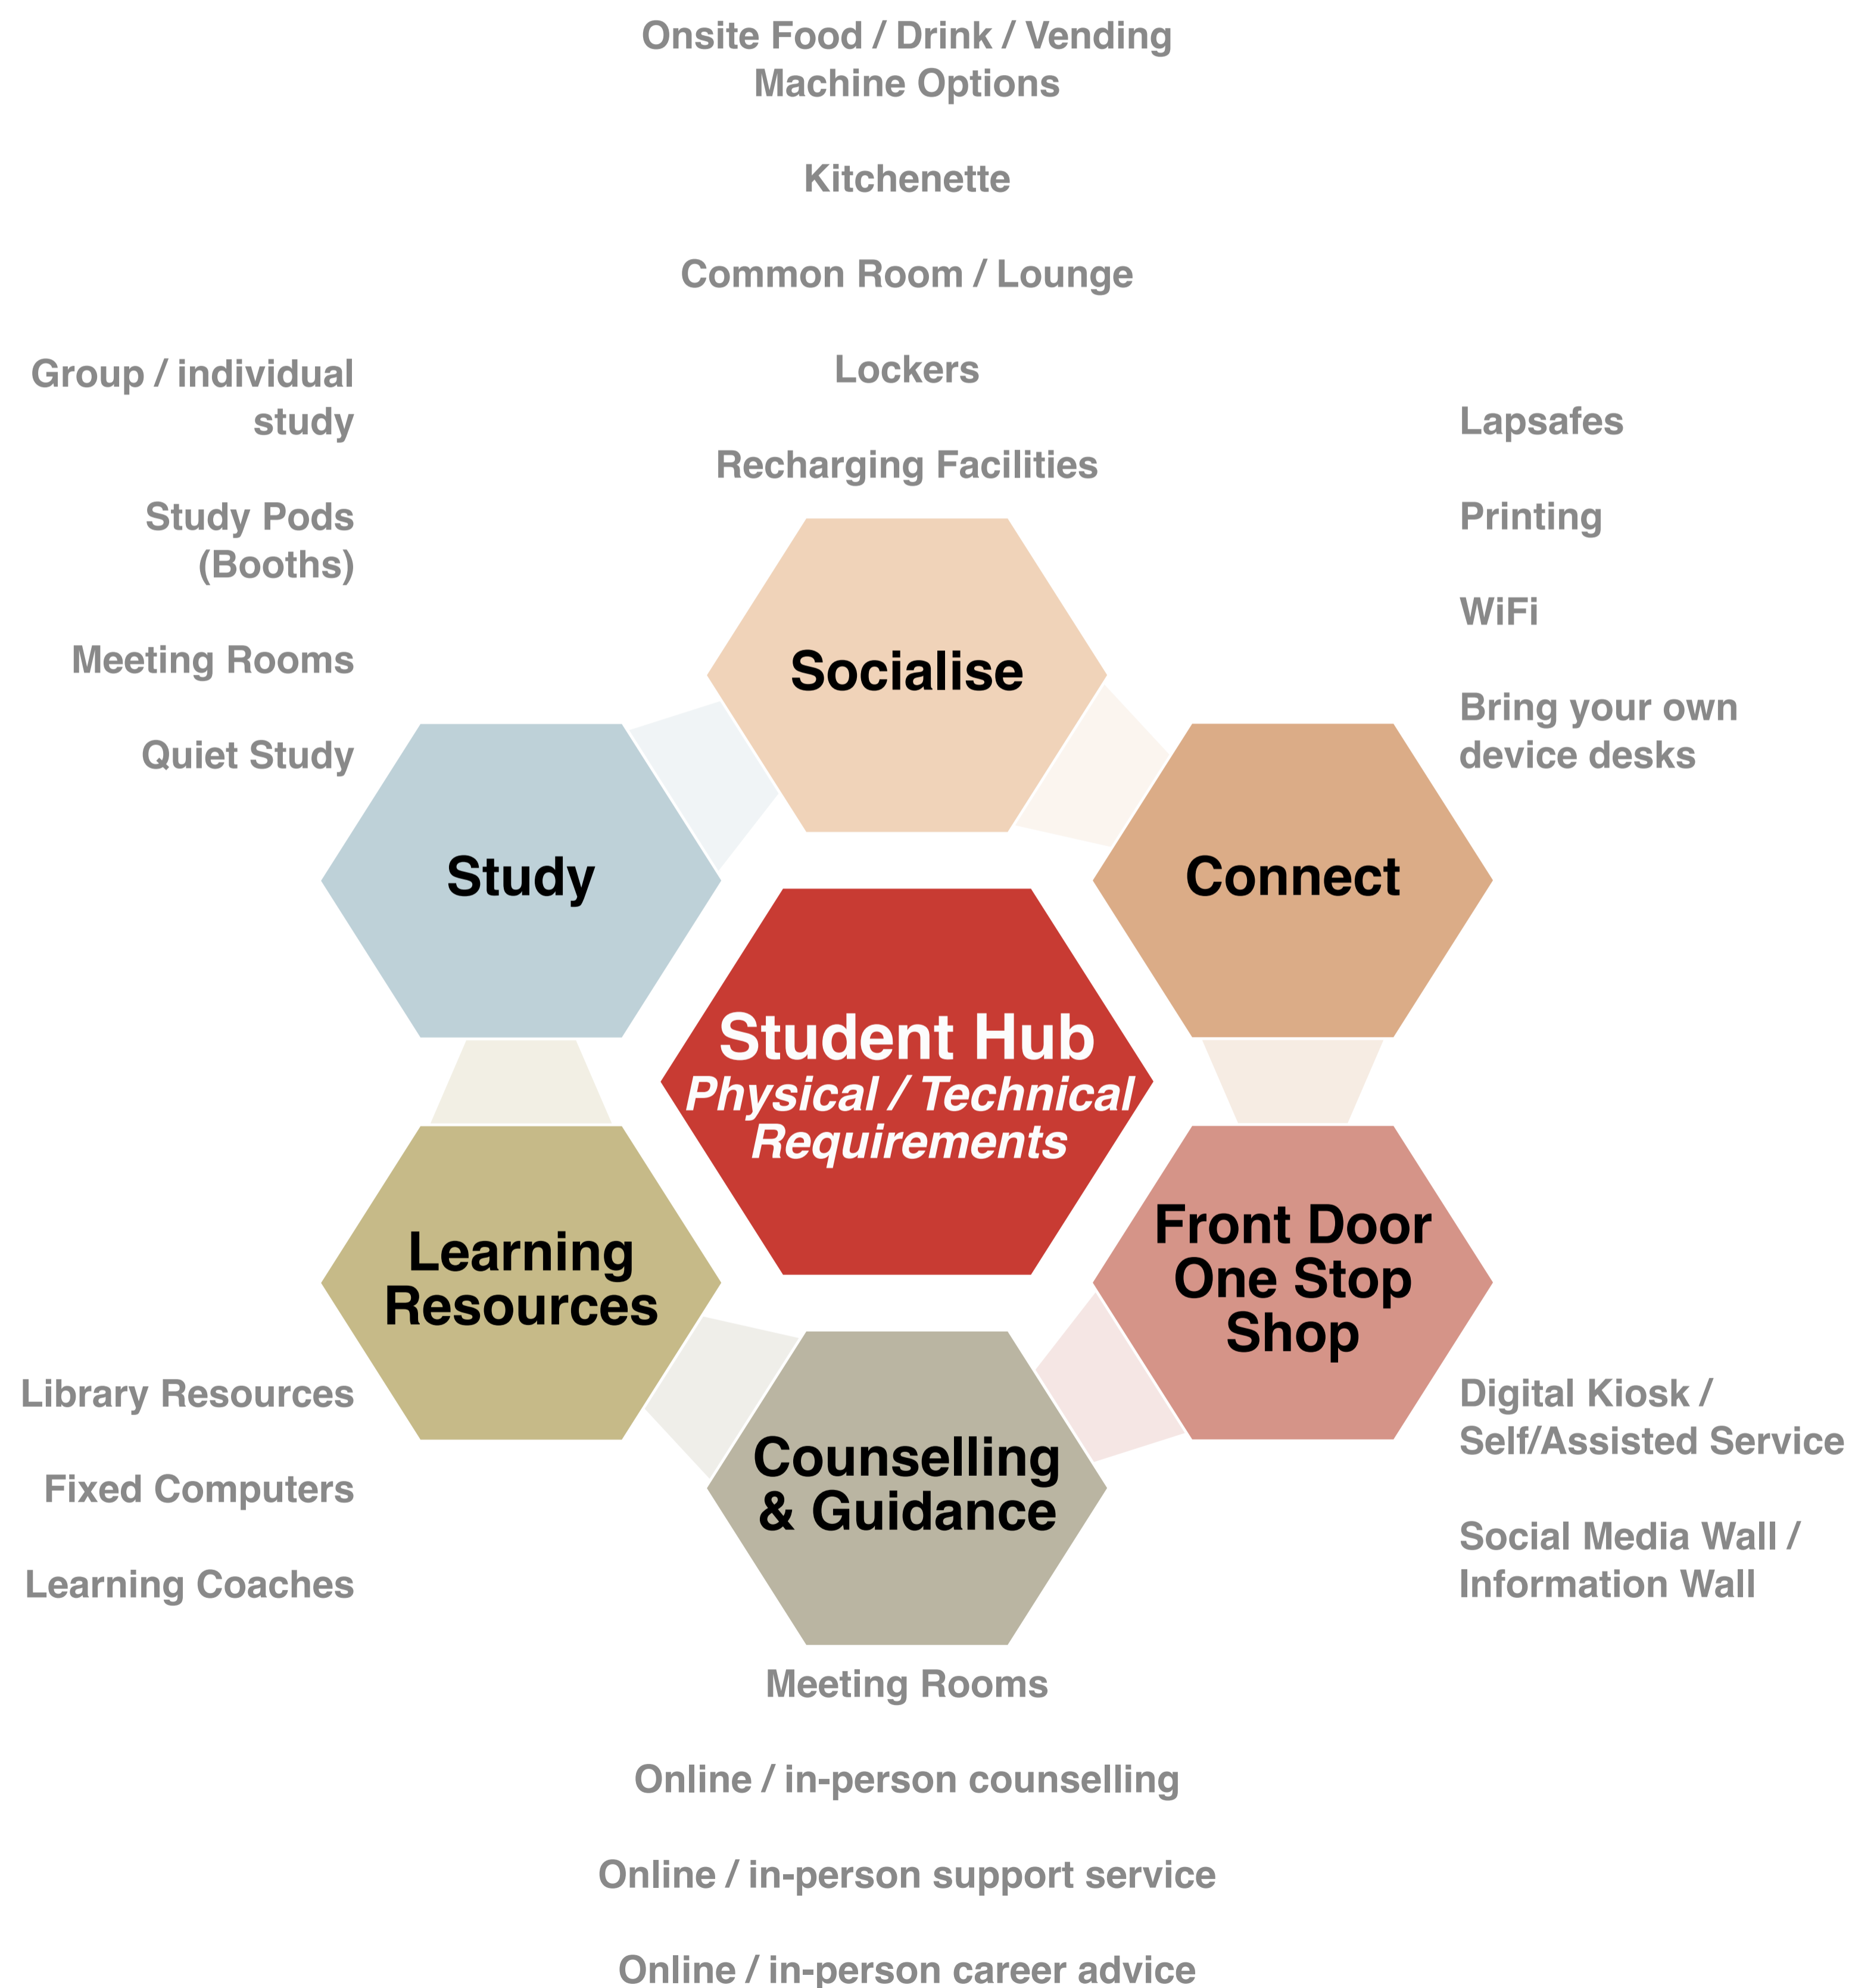 Onsite Food / Drink / Vending
Machine Options
Kitchenette
Common Room / Lounge
Lockers
Recharging Facilities
Group / individual
study
Study Pods
(Booths)
Meeting Rooms
Quiet Study
Lapsafes
Printing
WiFi
Bring your own
device desks
Socialise
Study
Connect
Student Hub
Physical / Technical
Requirements
Learning
Resources
Front Door
One Stop
Shop
Counselling
& Guidance
Library Resources
Fixed Computers
Learning Coaches
Digital Kiosk /
Self/Assisted Service
Social Media Wall /
Information Wall
Meeting Rooms
Online / in-person counselling
Online / in-person support service
Online / in-person career advice